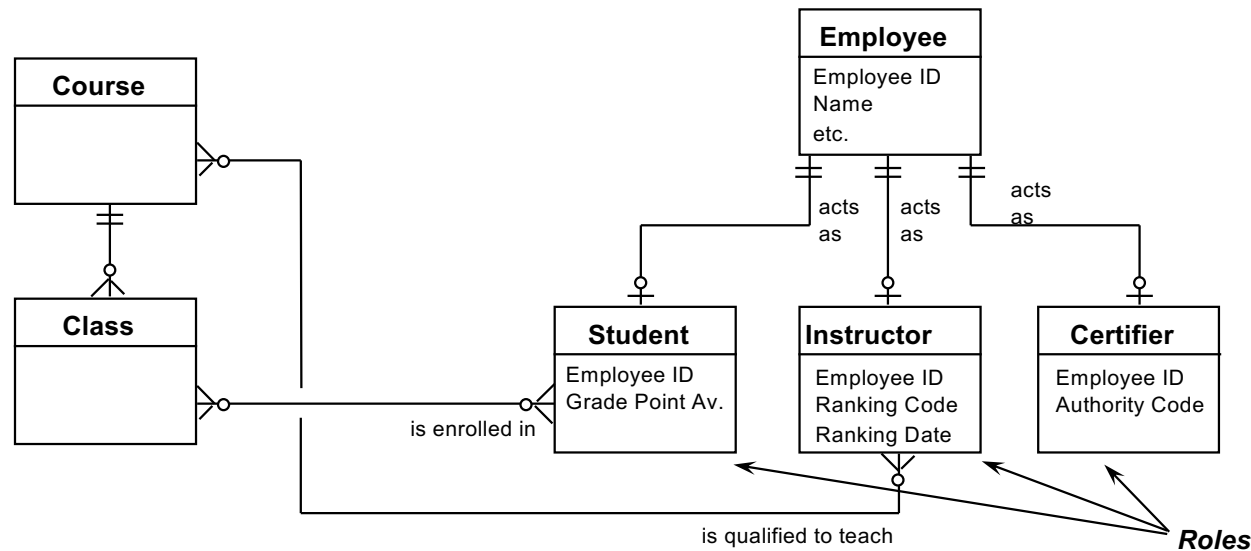 Employee
Employee ID
Name
etc.
Course
acts
as
acts
as
acts
as
Class
Student
Employee ID
Grade Point Av.
Instructor
Employee ID
Ranking Code
Ranking Date
Certifier
Employee ID
Authority Code
is enrolled in
is qualified to teach
Roles